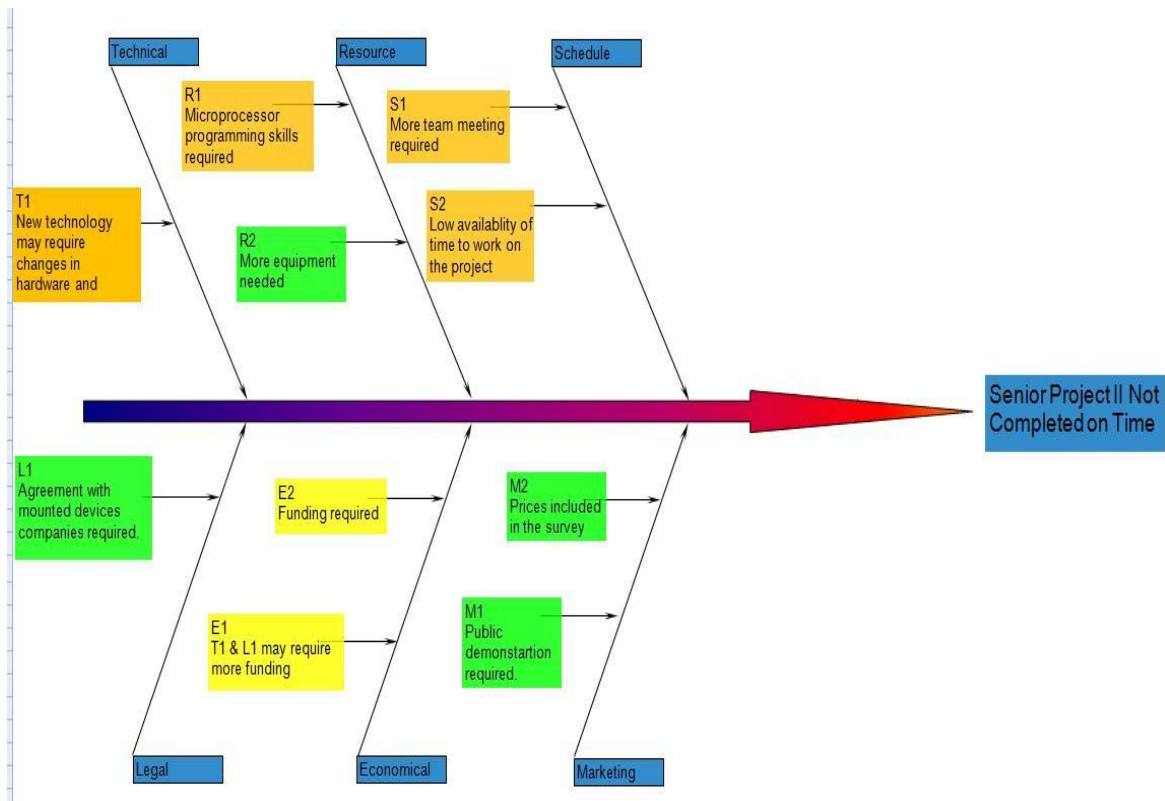 Technical
Resource
Schedule
R1
Microprocessor
programming skills
required
S1
More team meeting
required
T1
New technology
may require
changes in
hardware and
R2
More equipment
needed
S2
Low availablity of
time to work on
the project
Senior Project II Not
Completed on Time
L1
Agreement with
mounted devices
companies required.
E2
Funding required
M2
Prices included
in the survey
E1
T1 & L1 may require
more funding
M1
Public
demonstartion
required.
Legal
Economical
Marketing